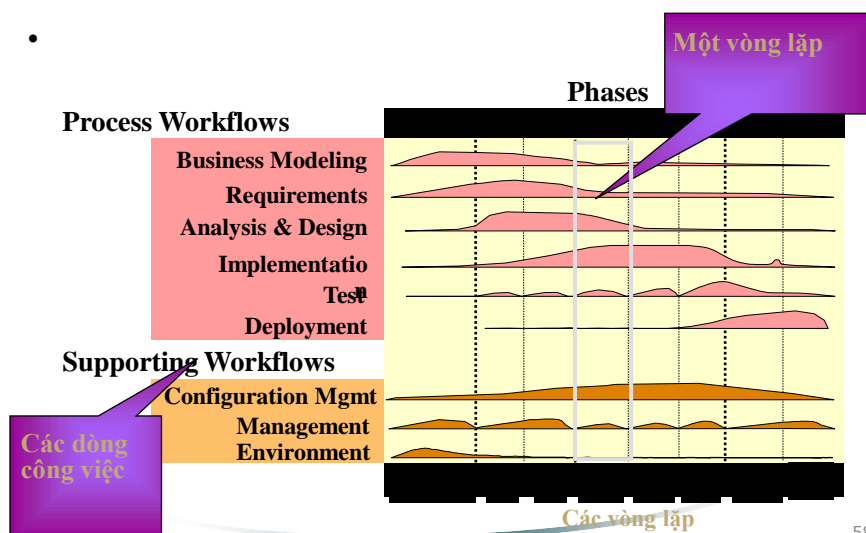 •
Một vòng lặp
Phases
Process Workflows
Business Modeling
Requirements
Analysis & Design
Implementatio
n
Test
Deployment
Supporting Workflows
Configuration Mgmt
Management
Environment
Các dòng
công việc
Các vòng lặp